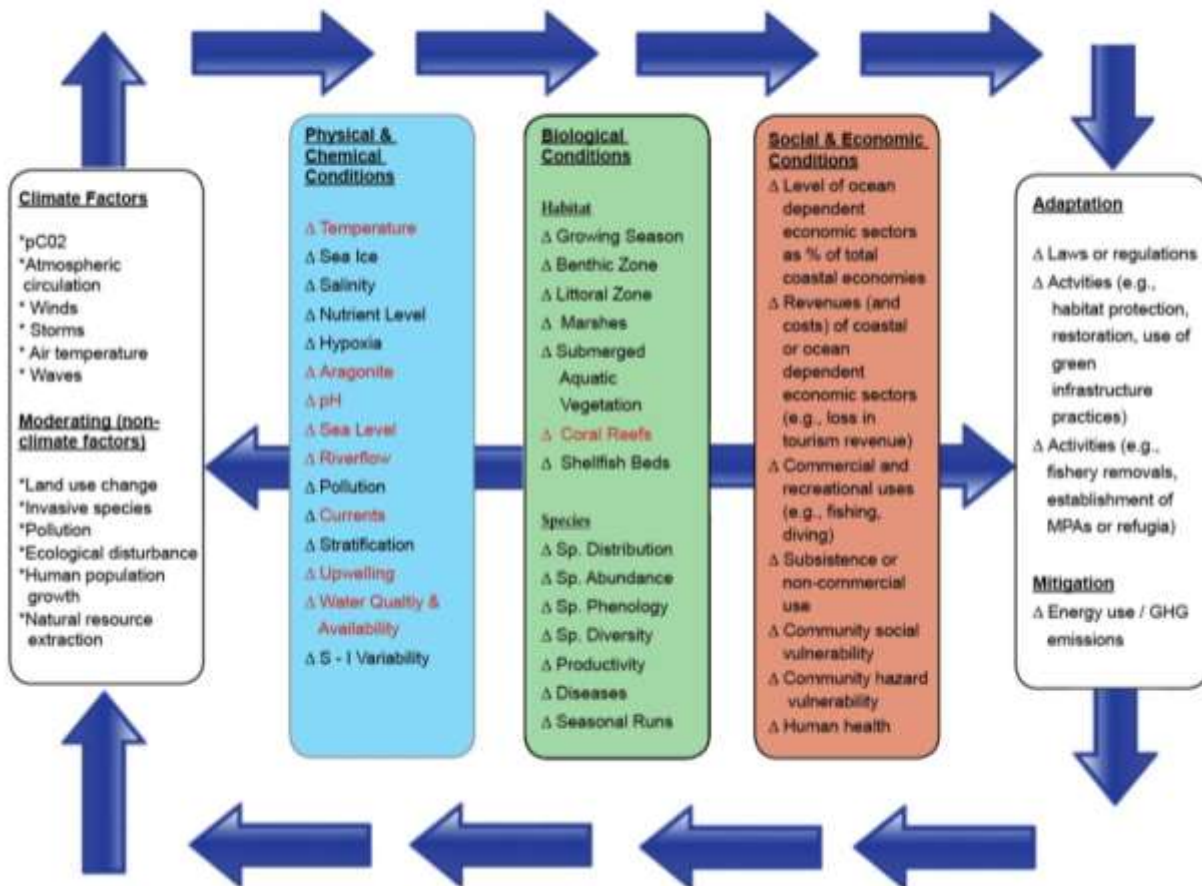 Climate Factors
*pC02
*Atmospheric
circulation
* Winds
* Storms
* Air temperature
* Waves
Moderating (non-
climate factors)
*Land use change
*Invasive species
*Pollution
*Ecological disturbance
*Human population
growth
*Natural resource
extraction
Physical &
Chemical
Conditions
Δ Temperature
Δ Sea Ice
Δ Salinity
Δ Nutrient Level
Δ Hypoxia
Δ Aragonite
Δ pH
Δ Sea Level
Δ Riverflow
Δ Pollution
Δ Currents
Δ Stratification
Δ Upwelling
Δ Water Qualtiy &
Availability
Δ S - I Variability
Biological
Conditions
Habitat
Δ Growing Season
Δ Benthic Zone
Δ Littoral Zone
Δ Marshes
Δ Submerged
Aquatic
Vegetation
Δ Coral Reefs
Δ Shellfish Beds
Species
Δ Sp. Distribution
Δ Sp. Abundance
Δ Sp. Phenology
Δ Sp. Diversity
Δ Productivity
Δ Diseases
Δ Seasonal Runs
Social & Economic
Conditions
Δ Level of ocean
dependent
economic sectors
as % of total
coastal economies
Δ Revenues (and
costs) of coastal
or ocean
dependent
economic sectors
(e.g., loss in
tourism revenue)
Δ Commercial and
recreational uses
(e.g., fishing,
diving)
Δ Subsistence or
non-commercial
use
Δ Community social
vulnerability
Δ Community hazard
vulnerability
Δ Human health
Adaptation
Δ Laws or regulations
Δ Actvities (e.g.,
habitat protection,
restoration, use of
green
infrastructure
practices)
Δ Activities (e.g.,
fishery removals,
establishment of
MPAs or refugia)
Mitigation
Δ Energy use / GHG
emissions